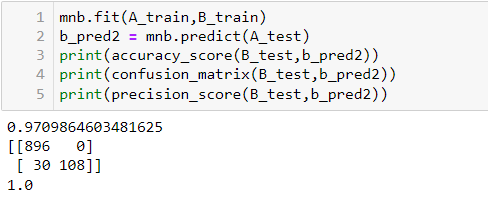 1 mnb.fit(A_train,B_train)
2 b_pred2 = mnb.predict(A_test)
3 print(accuracy_score(B_test,b_pred2))
4 print(confusion_matrix(B_test,b_pred2))
5 print(precision_score(B_test,b_pred2))
0.9709864603481625
[[896   0]
 [ 30 108]]
1.0